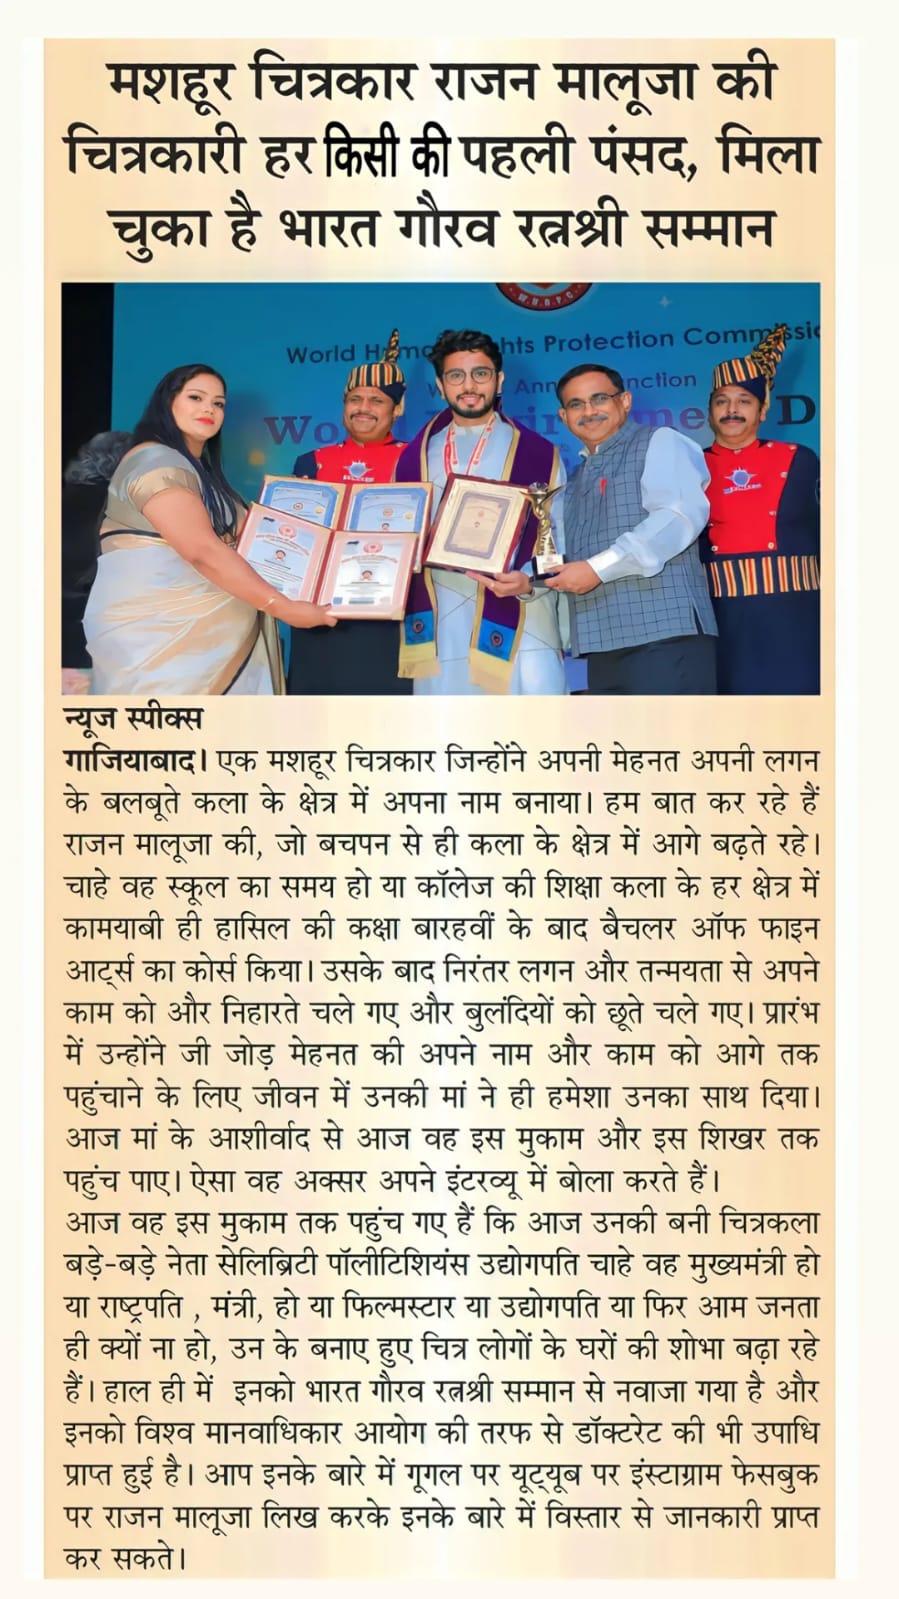 मशहूर चित्रकार राजन मालूजा की
चित्रकारी हर किसी की पहली पंसद, मिला
चुका है भारत गौरव रत्नश्री सम्मान
W.H.R.P.C.
World Hum ghts Protection Commissio
Ann nction
Wo vironme D
न्यूज स्पीक्स
गाजियाबाद। एक मशहूर चित्रकार जिन्होंने अपनी मेहनत अपनी लगन
के बलबूते कला के क्षेत्र में अपना नाम बनाया। हम बात कर रहे हैं
राजन मालूजा की, जो बचपन से ही कला के क्षेत्र में आगे बढ़ते रहे।
चाहे वह स्कूल का समय हो या कॉलेज की शिक्षा कला के हर क्षेत्र में
कामयाबी ही हासिल की कक्षा बारहवीं के बाद बैचलर ऑफ फाइन
आर्ट्स का कोर्स किया। उसके बाद निरंतर लगन और तन्मयता से अपने
काम को और निहारते चले गए और बुलंदियों को छूते चले गए। प्रारंभ
में उन्होंने जी जोड़ मेहनत की अपने नाम और काम को आगे तक
पहुंचाने के लिए जीवन में उनकी मां ने ही हमेशा उनका साथ दिया।
आज मां के आशीर्वाद से आज वह इस मुकाम और इस शिखर तक
पहुंच पाए। ऐसा वह अक्सर अपने इंटरव्यू में बोला करते हैं।
आज वह इस मुकाम तक पहुंच गए हैं कि आज उनकी बनी चित्रकला
बड़े-बड़े नेता सेलिब्रिटी पॉलीटिशियंस उद्योगपति चाहे वह मुख्यमंत्री हो
या राष्ट्रपति , मंत्री, हो या फिल्मस्टार या उद्योगपति या फिर आम जनता
ही क्यों ना हो, उन के बनाए हुए चित्र लोगों के घरों की शोभा बढ़ा रहे
हैं। हाल ही में इनको भारत गौरव रत्नश्री सम्मान से नवाजा गया है और
इनको विश्व मानवाधिकार आयोग की तरफ से डॉक्टरेट की भी उपाधि
प्राप्त हुई है। आप इनके बारे में गूगल पर यूट्यूब पर इंस्टाग्राम फेसबुक
पर राजन मालूजा लिख करके इनके बारे में विस्तार से जानकारी प्राप्त
कर सकते।